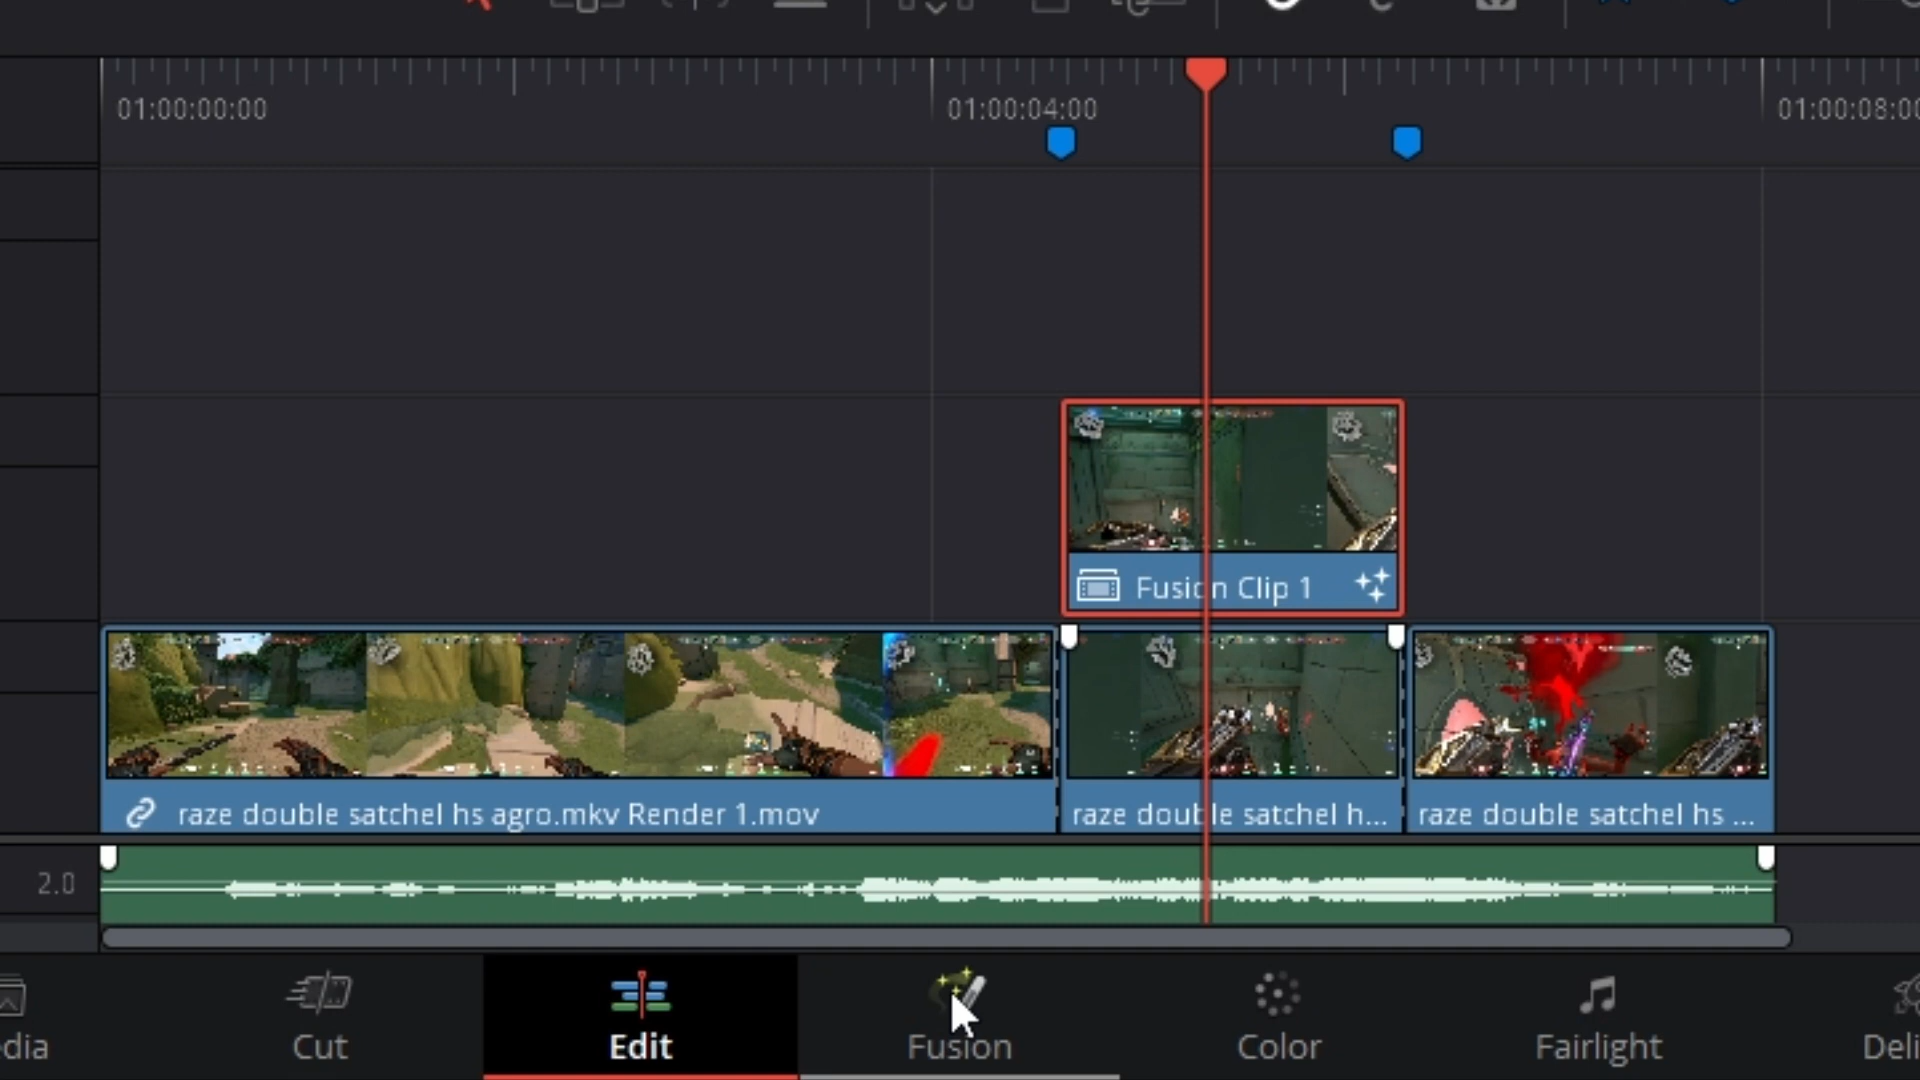 01:00:00:00
01:00:04:00
01:00:08:00
Fusion Clip 1
raze double satchel hs agro.mkv Render 1.mov
raze double satchel h...
raze double satchel hs ...
2.0
dia
Cut
Edit
Fusion
Color
Fairlight
Deli